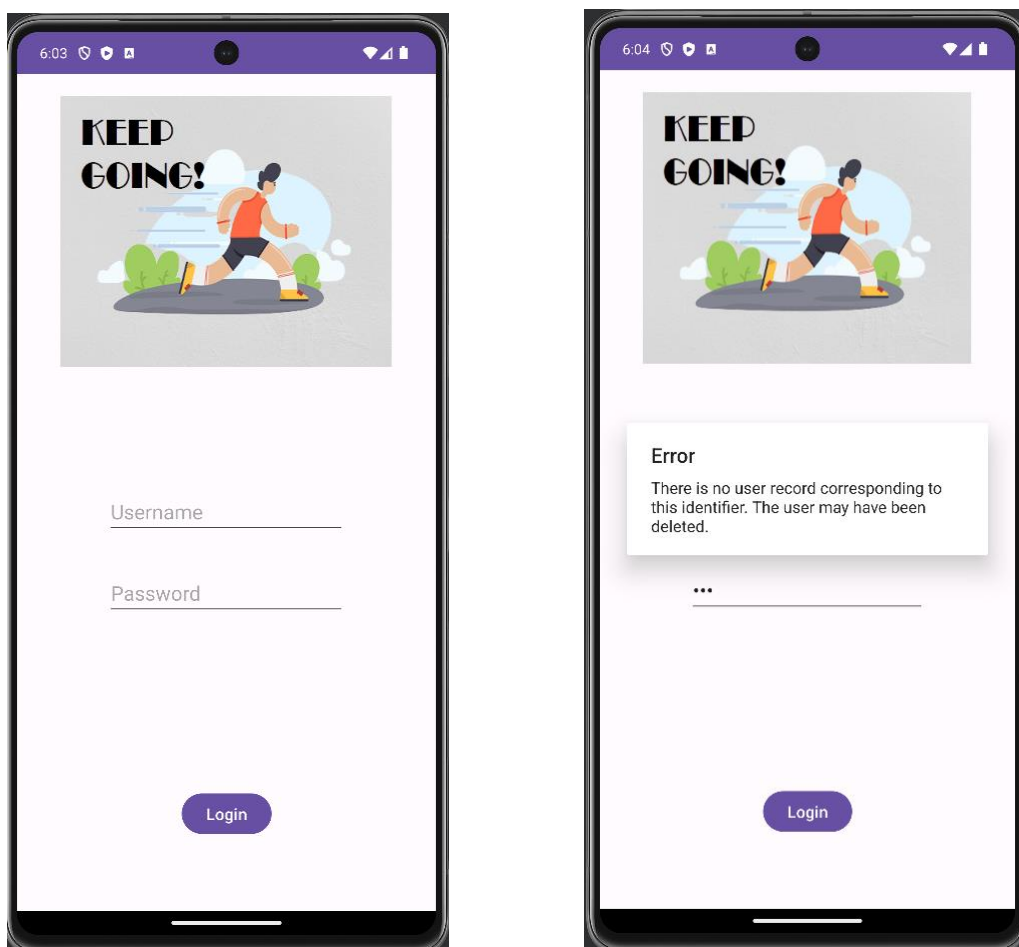 6:03
KEEP
GOING!
Username
Password
Login
6:04
KEEP
GOING!
Error
There is no user record corresponding to
this identifier. The user may have been
deleted.
•••
Login